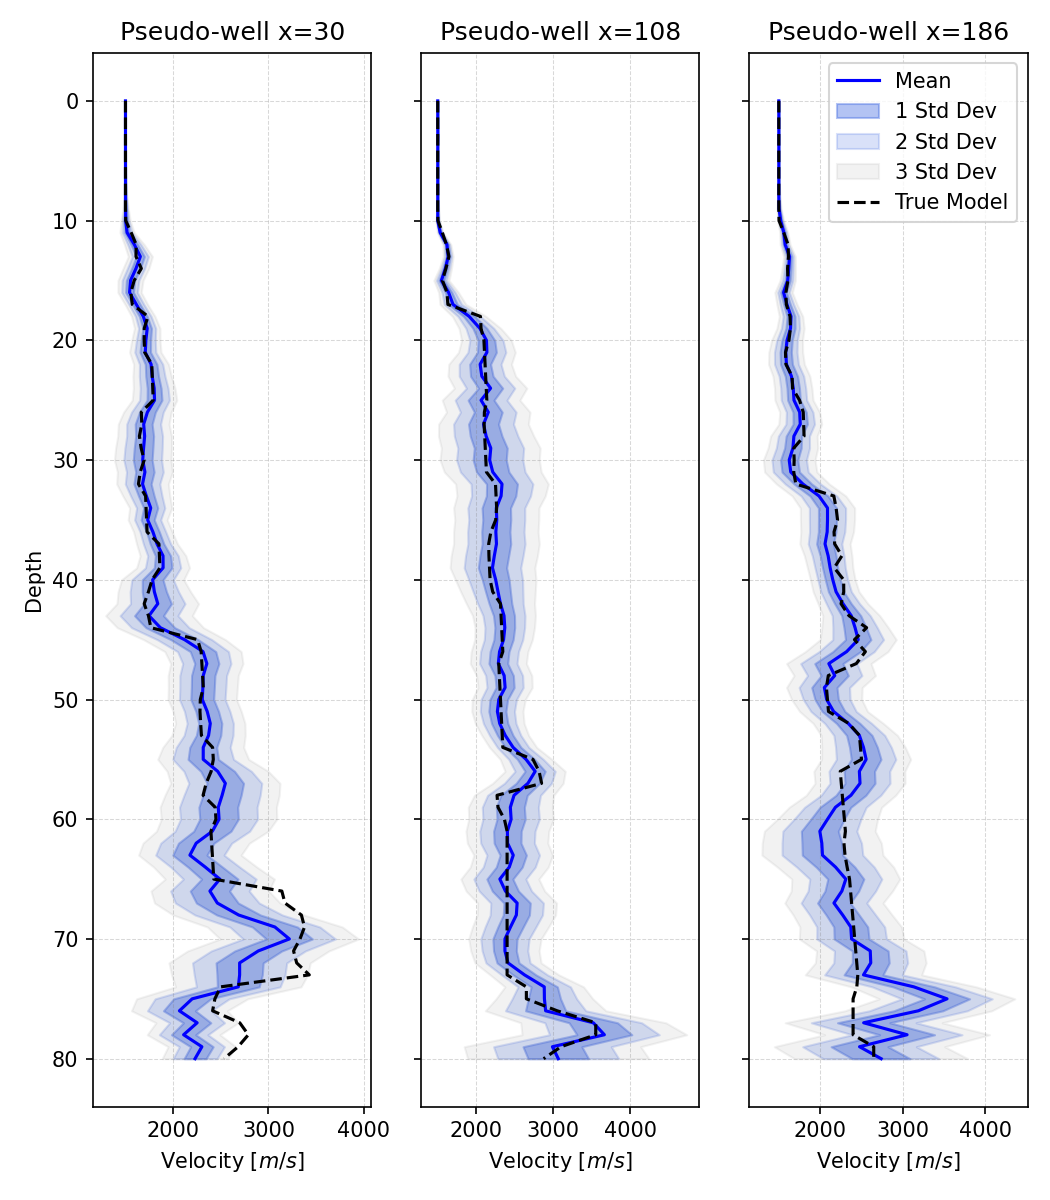 Pseudo-well x=30
Pseudo-well x=108
Pseudo-well x=186
Mean
1 Std Dev
2 Std Dev
3 Std Dev
True Model
Depth
0
10
20
30
40
50
60
70
80
2000 3000 4000
2000 3000 4000
2000 3000 4000
Velocity [m/s]
Velocity [m/s]
Velocity [m/s]